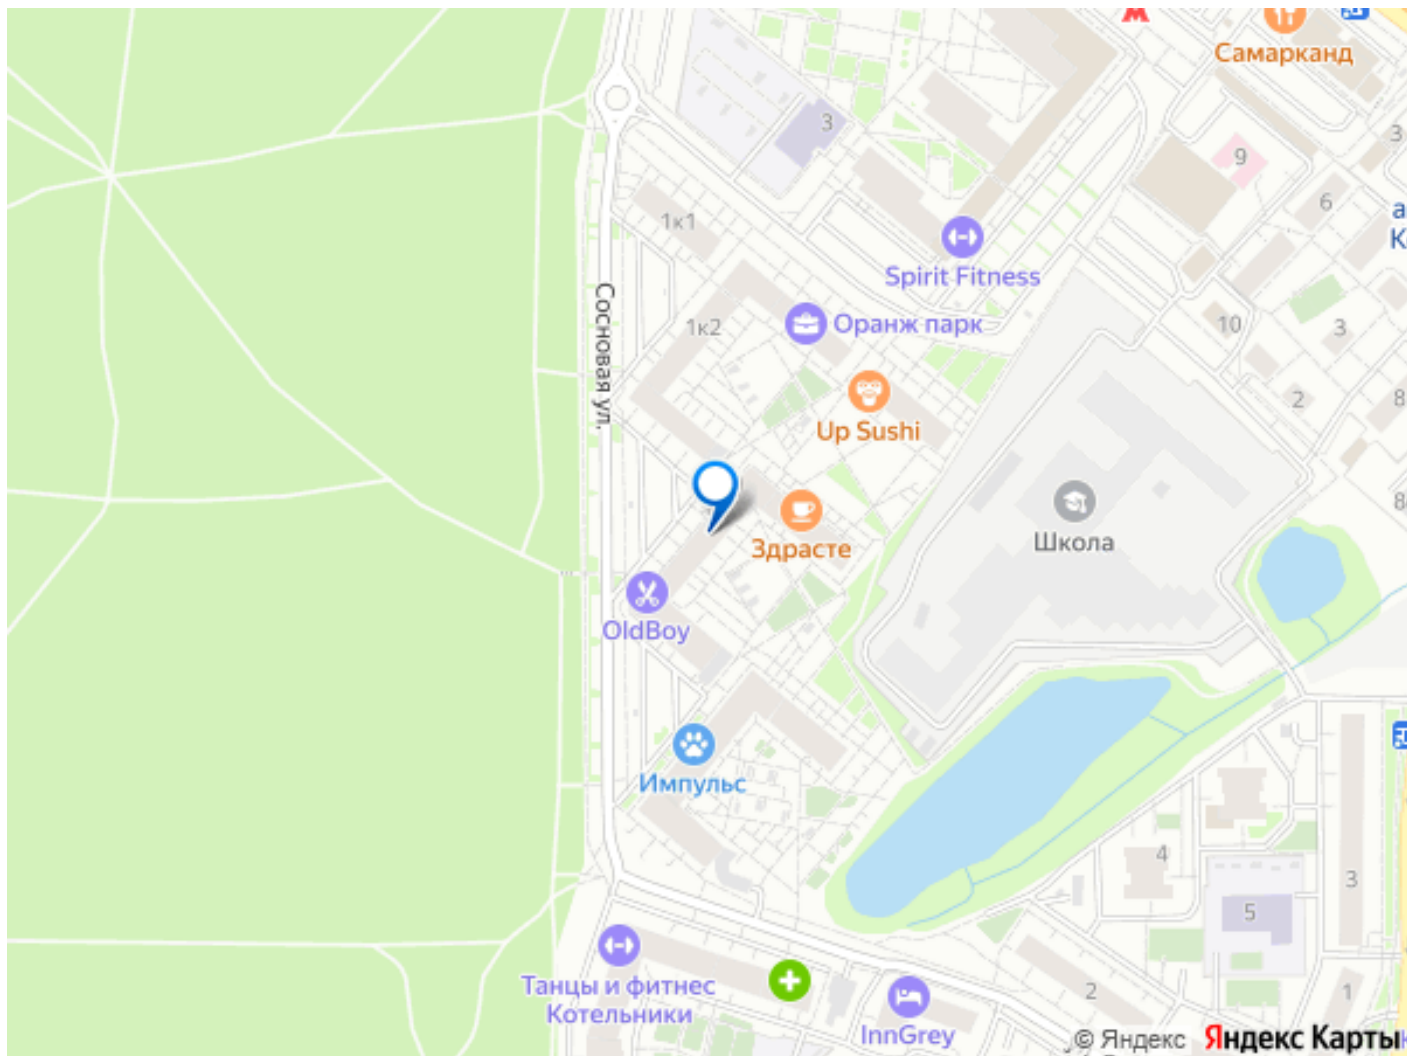 Самарканд
3
3
9
6
1к1
Spirit Fitness
Сосновая ул.
1к2
Оранж парк
10
3
2
8
Up Sushi
Школа
Здрасте
OldBoy
Импульс
4
3
5
Танцы и фитнес
Котельники
2
1
InnGrey
© Яндекс Яндекс Карты